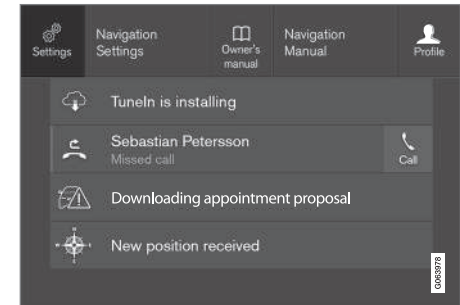 Settings
Navigation
Settings
Owner's
manual
Navigation
Manual
Profile
TuneIn is installing
Sebastian Petersson
Missed call
Call
Downloading appointment proposal
New position received
G063978